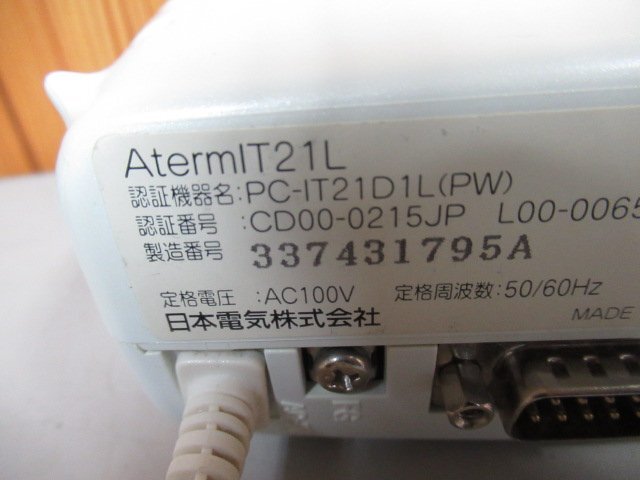 AtermIT21L
認証機器名:PC-IT21D1L(PW)
認証番号 :CD00-0215JP L00-0065
製造番号 337431795A
定格電圧 :AC100V 定格周波数:50/60Hz
日本電気株式会社
MADE